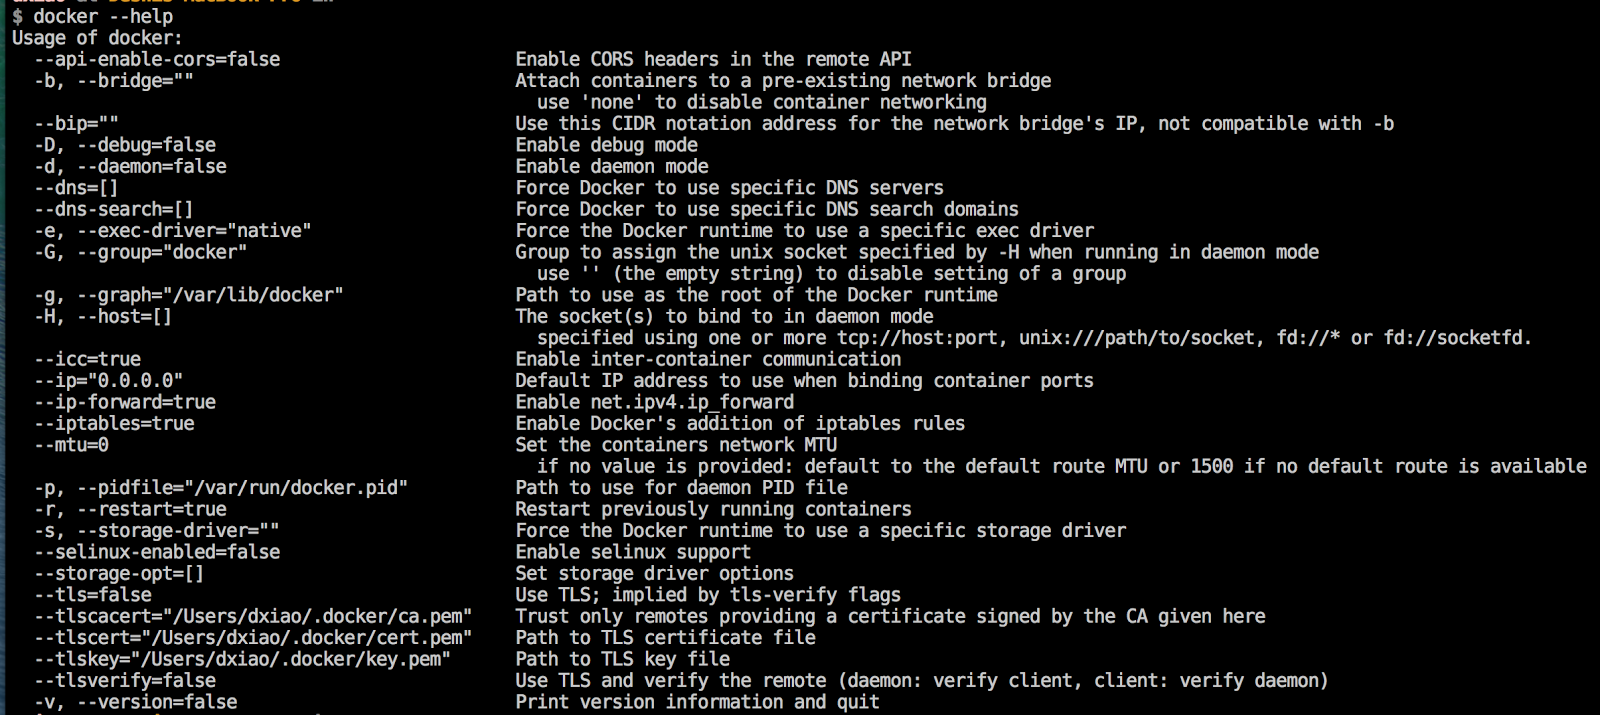 $ docker --help
Usage of docker:
  --api-enable-cors=false                      Enable CORS headers in the remote API
  -b, --bridge=""                              Attach containers to a pre-existing network bridge
                                                 use 'none' to disable container networking
  --bip=""                                     Use this CIDR notation address for the network bridge's IP, not compatible with -b
  -D, --debug=false                            Enable debug mode
  -d, --daemon=false                           Enable daemon mode
  --dns=[]                                     Force Docker to use specific DNS servers
  --dns-search=[]                              Force Docker to use specific DNS search domains
  -e, --exec-driver="native"                   Force the Docker runtime to use a specific exec driver
  -G, --group="docker"                         Group to assign the unix socket specified by -H when running in daemon mode
                                                 use '' (the empty string) to disable setting of a group
  -g, --graph="/var/lib/docker"                Path to use as the root of the Docker runtime
  -H, --host=[]                                The socket(s) to bind to in daemon mode
                                                 specified using one or more tcp://host:port, unix:///path/to/socket, fd://* or fd://socketfd.
  --icc=true                                   Enable inter-container communication
  --ip="0.0.0.0"                               Default IP address to use when binding container ports
  --ip-forward=true                            Enable net.ipv4.ip_forward
  --iptables=true                              Enable Docker's addition of iptables rules
  --mtu=0                                      Set the containers network MTU
                                                 if no value is provided: default to the default route MTU or 1500 if no default route is available
  -p, --pidfile="/var/run/docker.pid"          Path to use for daemon PID file
  -r, --restart=true                           Restart previously running containers
  -s, --storage-driver=""                      Force the Docker runtime to use a specific storage driver
  --selinux-enabled=false                      Enable selinux support
  --storage-opt=[]                             Set storage driver options
  --tls=false                                  Use TLS; implied by tls-verify flags
  --tlscacert="/Users/dxiao/.docker/ca.pem"    Trust only remotes providing a certificate signed by the CA given here
  --tlscert="/Users/dxiao/.docker/cert.pem"    Path to TLS certificate file
  --tlskey="/Users/dxiao/.docker/key.pem"      Path to TLS key file
  --tlsverify=false                            Use TLS and verify the remote (daemon: verify client, client: verify daemon)
  -v, --version=false                          Print version information and quit